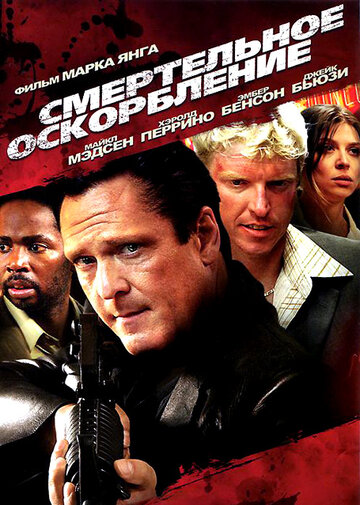 ФИЛЬМ МАРКА ЯНГА
СМЕРТЕЛЬНОЕ
ОСКОРБЛЕНИЕ
МАЙКЛ МЭДСЕН
ХЭРОЛД ПЕРРИНО
ЭМБЕР БЕНСОН
ДЖЕЙК БЬЮЗИ